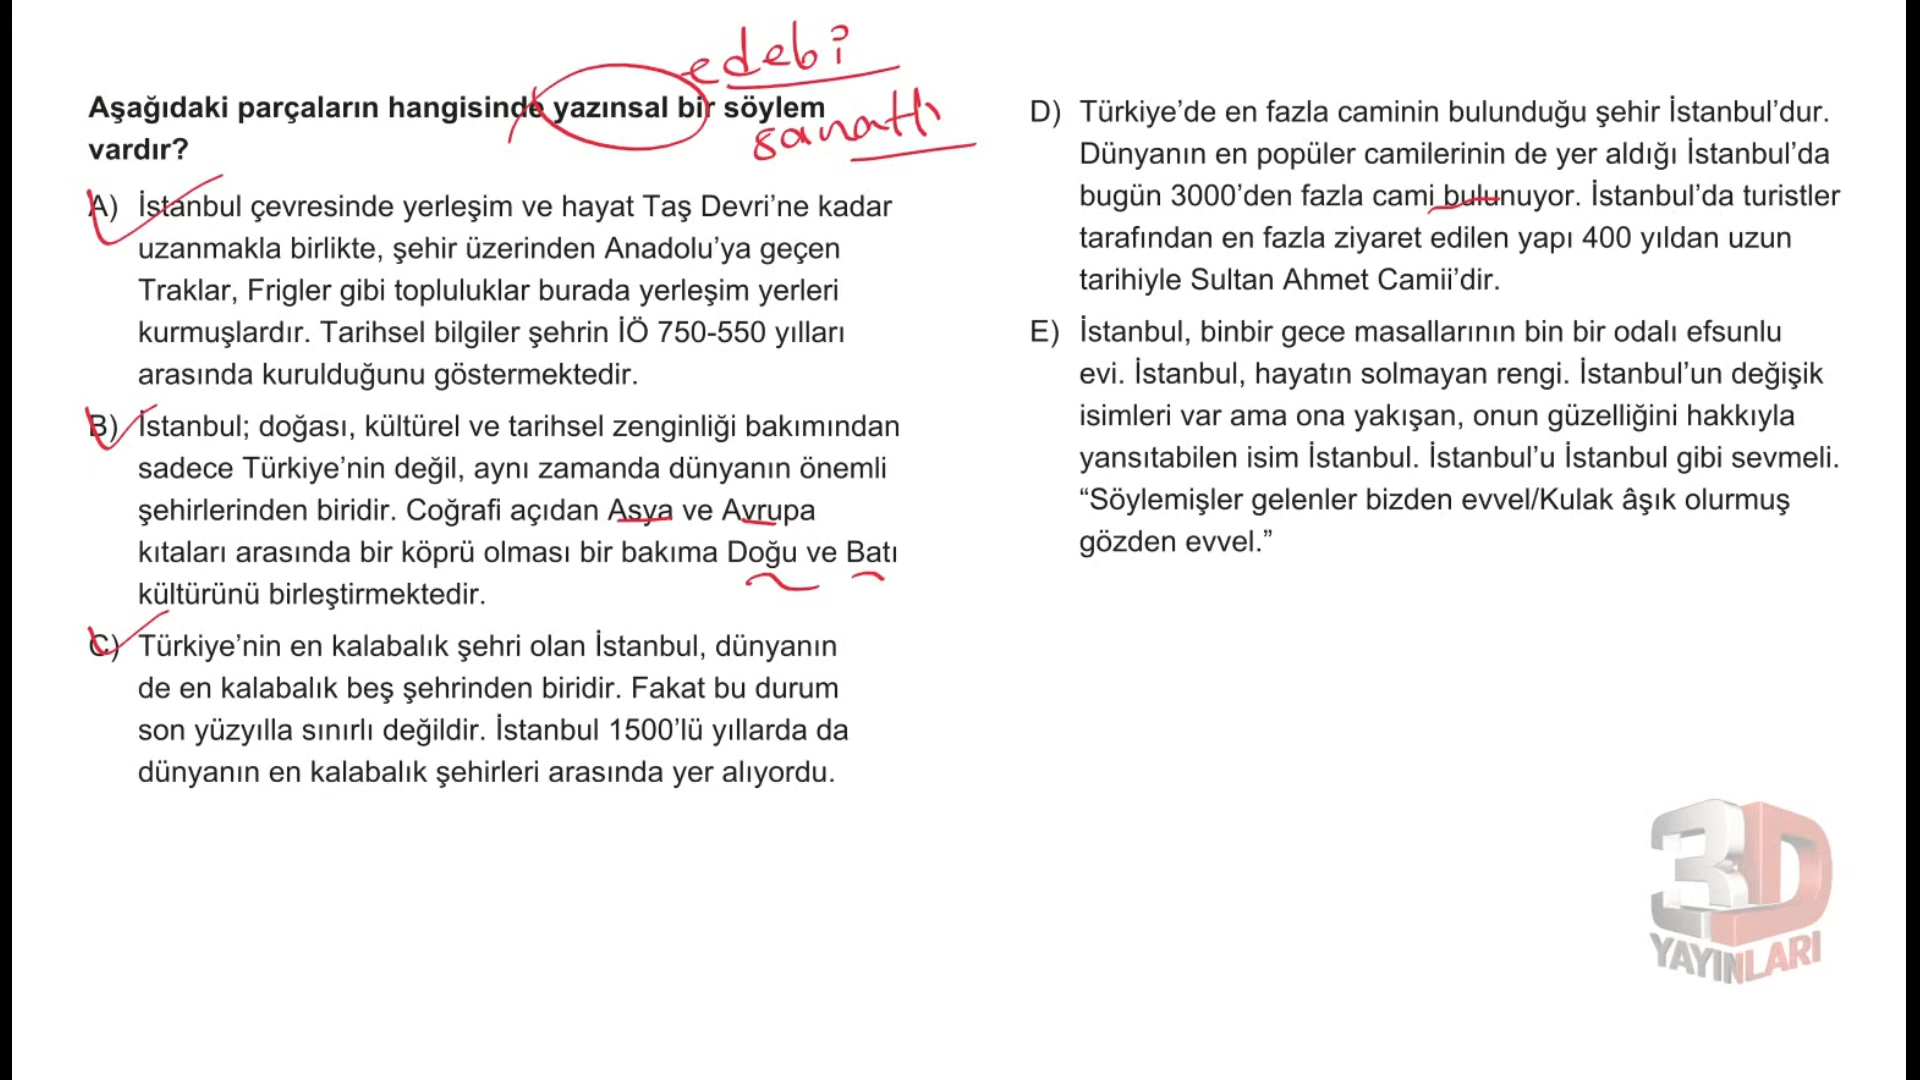 edebi
Aşağıdaki parçaların hangisinde yazınsal bir söylem
sanatlı
vardır?
A) İstanbul çevresinde yerleşim ve hayat Taş Devri’ne kadar
uzanmakla birlikte, şehir üzerinden Anadolu’ya geçen
Traklar, Frigler gibi topluluklar burada yerleşim yerleri
kurmuşlardır. Tarihsel bilgiler şehrin İÖ 750-550 yılları
arasında kurulduğunu göstermektedir.
B) İstanbul; doğası, kültürel ve tarihsel zenginliği bakımından
sadece Türkiye’nin değil, aynı zamanda dünyanın önemli
şehirlerinden biridir. Coğrafi açıdan Asya ve Avrupa
kıtaları arasında bir köprü olması bir bakıma Doğu ve Batı
kültürünü birleştirmektedir.
C) Türkiye’nin en kalabalık şehri olan İstanbul, dünyanın
de en kalabalık beş şehrinden biridir. Fakat bu durum
son yüzyılla sınırlı değildir. İstanbul 1500’lü yıllarda da
dünyanın en kalabalık şehirleri arasında yer alıyordu.
D) Türkiye’de en fazla caminin bulunduğu şehir İstanbul’dur.
Dünyanın en popüler camilerinin de yer aldığı İstanbul’da
bugün 3000’den fazla cami bulunuyor. İstanbul’da turistler
tarafından en fazla ziyaret edilen yapı 400 yıldan uzun
tarihiyle Sultan Ahmet Camii’dir.
E) İstanbul, binbir gece masallarının bin bir odalı efsunlu
evi. İstanbul, hayatın solmayan rengi. İstanbul’un değişik
isimleri var ama ona yakışan, onun güzelliğini hakkıyla
yansıtabilen isim İstanbul. İstanbul’u İstanbul gibi sevmeli.
“Söylemişler gelenler bizden evvel/Kulak âşık olurmuş
gözden evvel.”
3D
YAYINLARI